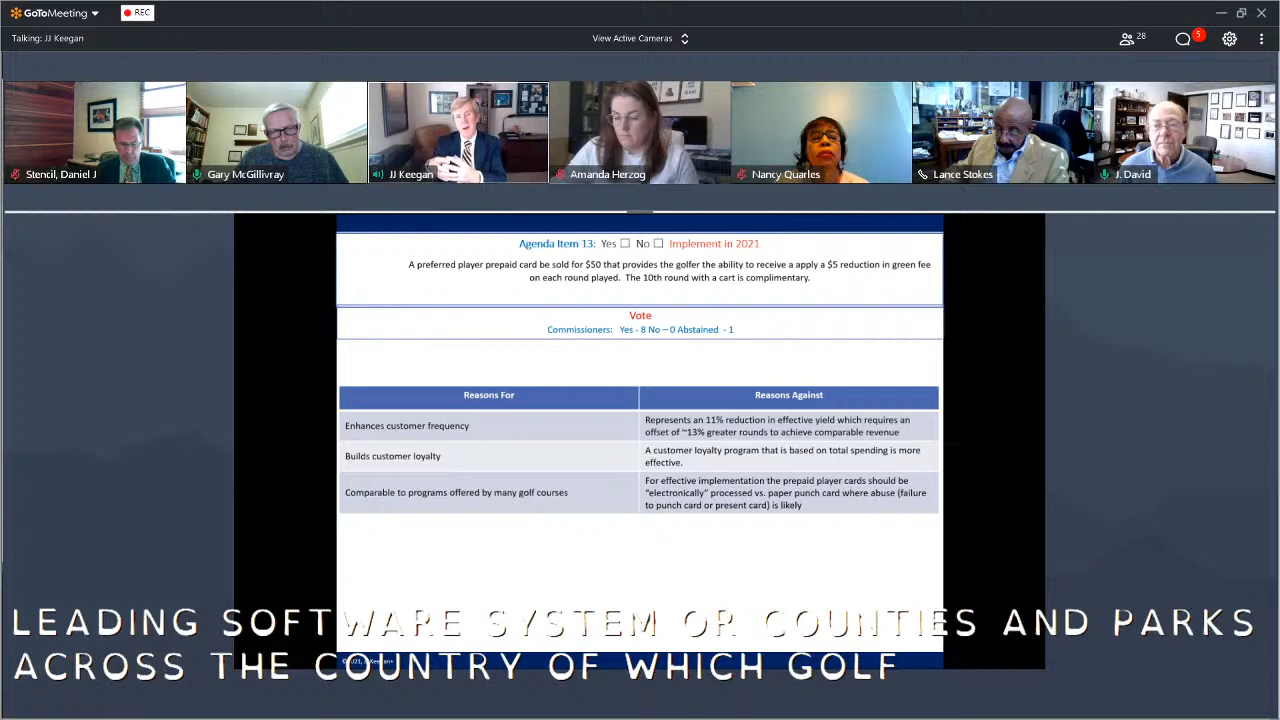 GoToMeeting
REC
Talking: JJ Keegan
View Active Cameras
28
5
Stencil, Daniel J
Gary McGillivray
JJ Keegan
Amanda Herzog
Nancy Quarles
Lance Stokes
J. David
Agenda Item 13: Yes ☐ No ☐ Implement in 2021
A preferred player prepaid card be sold for $50 that provides the golfer the ability to receive a apply a $5 reduction in green fee
on each round played. The 10th round with a cart is complimentary.
Vote
Commissioners: Yes - 8 No – 0 Abstained - 1
Reasons For
Reasons Against
Enhances customer frequency
Represents an 11% reduction in effective yield which requires an
offset of ~13% greater rounds to achieve comparable revenue
Builds customer loyalty
A customer loyalty program that is based on total spending is more
effective.
Comparable to programs offered by many golf courses
For effective implementation the prepaid player cards should be
“electronically” processed vs. paper punch card where abuse (failure
to punch card or present card) is likely
LEADING SOFTWARE SYSTEM OR COUNTIES AND PARKS
ACROSS THE COUNTRY OF WHICH GOLF